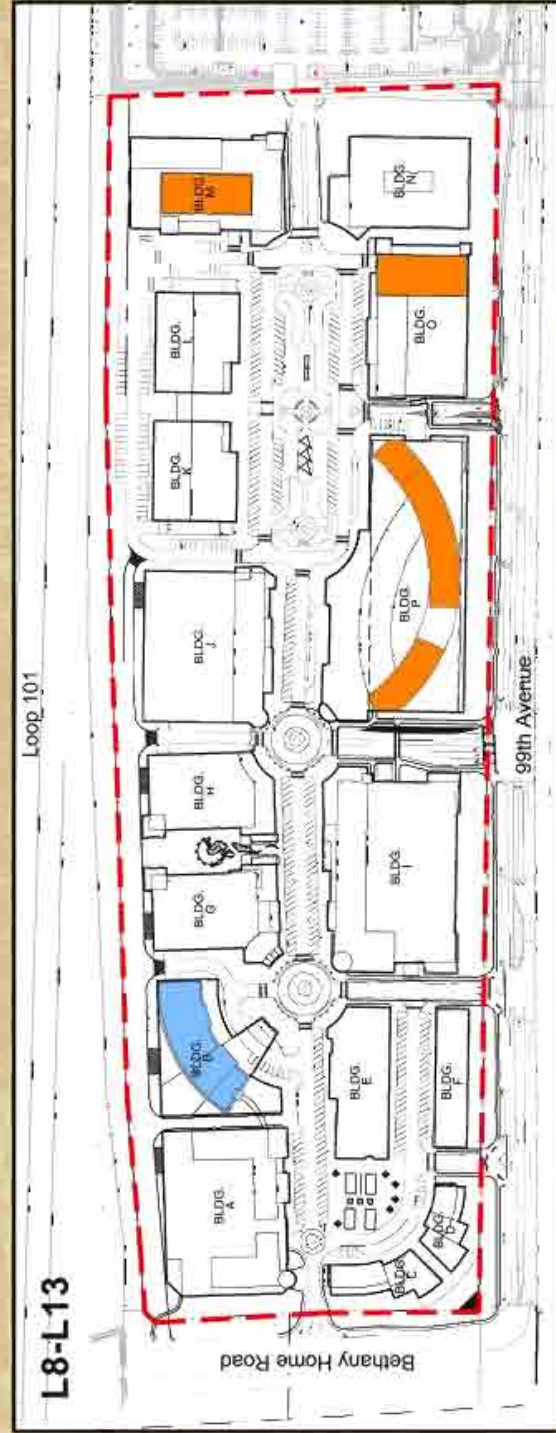 L8-L13
Loop 101
99th Avenue
Bethany Home Road
BLDG.
A
BLDG.
B
BLDG.
C
BLDG.
D
BLDG.
E
BLDG.
F
BLDG.
G
BLDG.
H
BLDG.
I
BLDG.
J
BLDG.
K
BLDG.
L
BLDG.
M
BLDG.
N
BLDG.
O
BLDG.
P